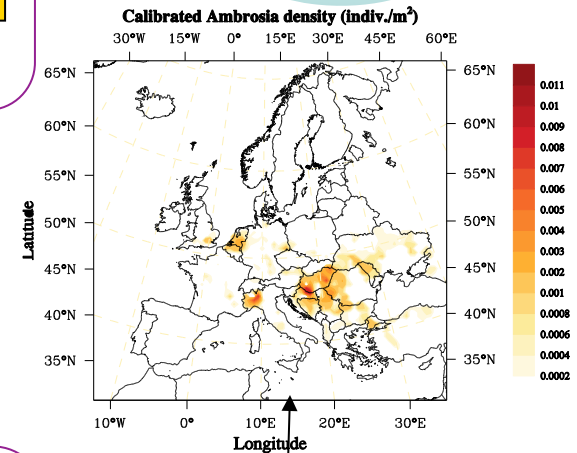 Calibrated Ambrosia density (indiv./m²)
30°W 15°W 0° 15°E 30°E 45°E 60°E
65°N 65°N
60°N 60°N
55°N 55°N
50°N 50°N
45°N 45°N
40°N 40°N
35°N 35°N
Latitude
10°W 0° 10°E 20°E 30°E
Longitude
0.011
0.01
0.009
0.008
0.007
0.006
0.005
0.004
0.003
0.002
0.001
0.0008
0.0006
0.0004
0.0002